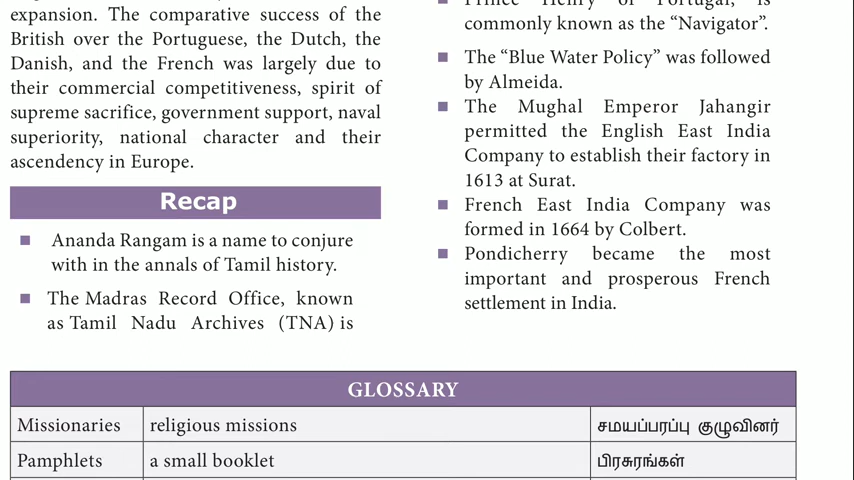 expansion. The comparative success of the
British over the Portuguese, the Dutch, the
Danish, and the French was largely due to
their commercial competitiveness, spirit of
supreme sacrifice, government support, naval
superiority, national character and their
ascendency in Europe.
Recap
Ananda Rangam is a name to conjure
with in the annals of Tamil history.
The Madras Record Office, known
as Tamil Nadu Archives (TNA) is
Prince Henry of Portugal, is
commonly known as the “Navigator”.
The “Blue Water Policy” was followed
by Almeida.
The Mughal Emperor Jahangir
permitted the English East India
Company to establish their factory in
1613 at Surat.
French East India Company was
formed in 1664 by Colbert.
Pondicherry became the most
important and prosperous French
settlement in India.
GLOSSARY
Missionaries religious missions சமயப்பரப்பு குழுவினர்
Pamphlets a small booklet பிரசுரங்கள்